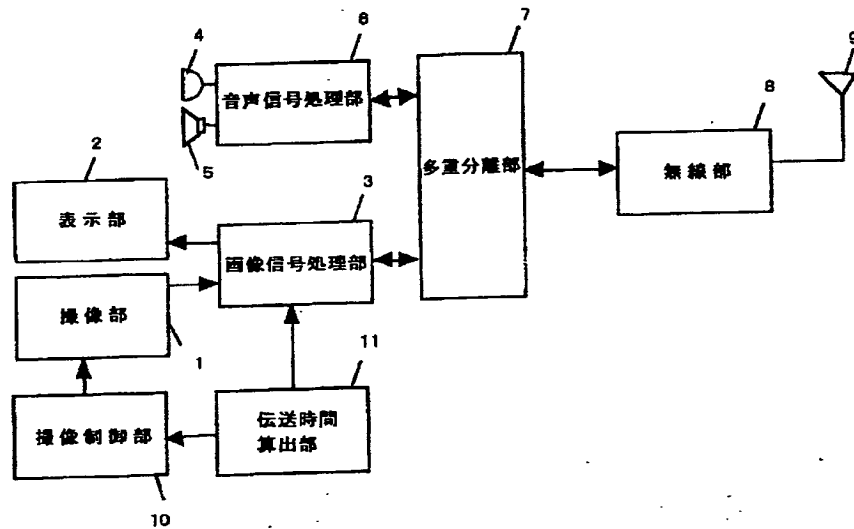 4
6
7
9
音声信号処理部
8
2
5
多重分離部
無線部
3
表示部
画像信号処理部
撮像部
1
11
撮像制御部
伝送時間
算出部
10